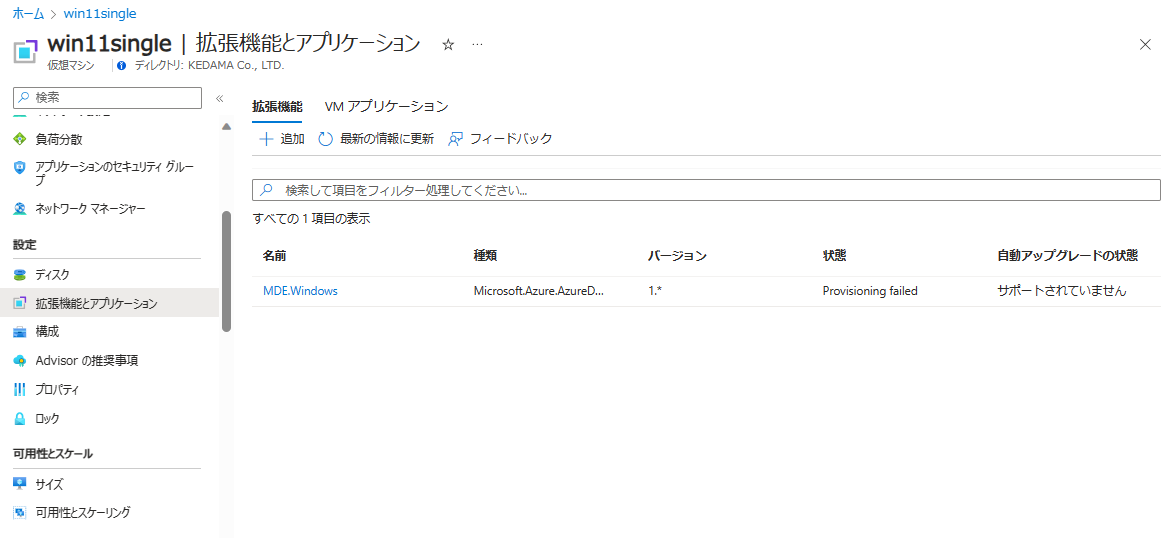 ホーム > win11single
win11single | 拡張機能とアプリケーション ☆ …
仮想マシン ディレクトリ: KEDAMA Co., LTD.
検索
«
負荷分散
アプリケーションのセキュリティ グルー
プ
ネットワーク マネージャー
設定
ディスク
拡張機能とアプリケーション
構成
Advisor の推奨事項
プロパティ
ロック
可用性とスケール
サイズ
可用性とスケーリング
拡張機能 VM アプリケーション
追加 最新の情報に更新 フィードバック
検索して項目をフィルター処理してください...
すべての 1 項目の表示
名前 種類 バージョン 状態 自動アップグレードの状態
MDE.Windows Microsoft.Azure.AzureD... 1.* Provisioning failed サポートされていません